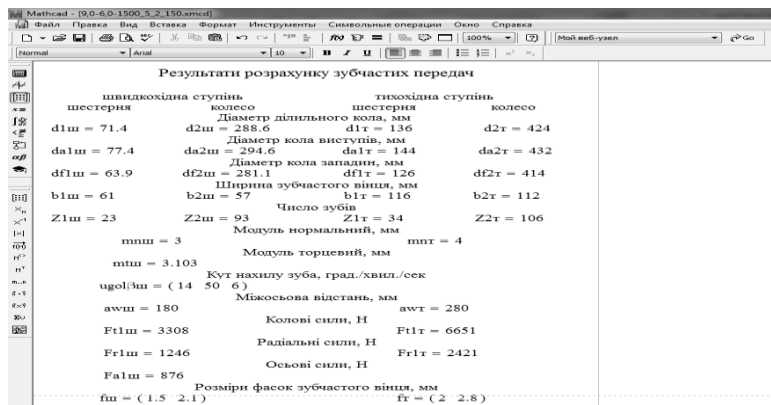 Mathcad - [9,0-6,0-1500_5_2_150.xmcd]
Файл Правка Вид Вставка Формат Инструменты Символьные операции Окно Справка
100% Мой веб-узел Go
Normal Arial 10 B I U
Результати розрахунку зубчастих передач
швидкохідна ступінь тихохідна ступінь
шестерня колесо шестерня колесо
Діаметр ділильного кола, мм
d1ш = 71.4 d2ш = 288.6 d1т = 136 d2т = 424
Діаметр кола виступів, мм
da1ш = 77.4 da2ш = 294.6 da1т = 144 da2т = 432
Діаметр кола западин, мм
df1ш = 63.9 df2ш = 281.1 df1т = 126 df2т = 414
Ширина зубчастого вінця, мм
b1ш = 61 b2ш = 57 b1т = 116 b2т = 112
Число зубів
Z1ш = 23 Z2ш = 93 Z1т = 34 Z2т = 106
Модуль нормальний, мм
mnш = 3 mnт = 4
Модуль торцевий, мм
mtш = 3.103
Кут нахилу зуба, град./хвил./сек
ugolβш = ( 14 50 6 )
Міжосьова відстань, мм
awш = 180 awт = 280
Колові сили, Н
Ft1ш = 3308 Ft1т = 6651
Радіальні сили, Н
Fr1ш = 1246 Fr1т = 2421
Осьові сили, Н
Fa1ш = 876
Розміри фасок зубчастого вінця, мм
fш = ( 1.5 2.1 ) fт = ( 2 2.8 )